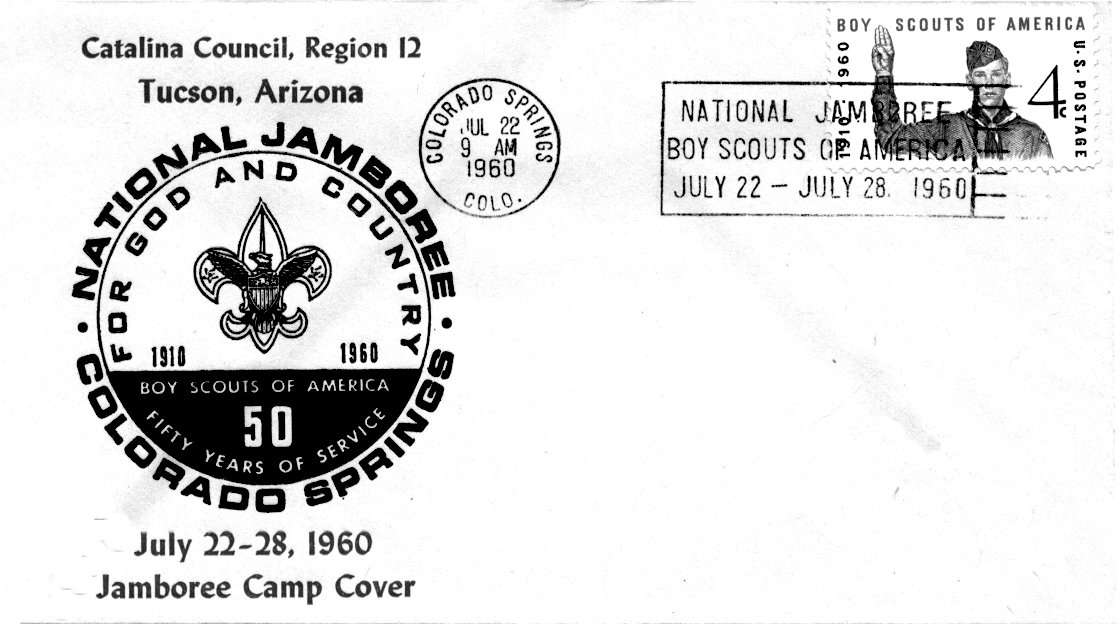 Catalina Council, Region 12
Tucson, Arizona
NATIONAL JAMBOREE
FOR GOD AND COUNTRY
1910 1960
BOY SCOUTS OF AMERICA
50
FIFTY YEARS OF SERVICE
• COLORADO SPRINGS •
July 22-28, 1960
Jamboree Camp Cover
COLORADO SPRINGS
JUL 22
9 AM
1960
COLO.
NATIONAL JAMBOREE
BOY SCOUTS OF AMERICA
JULY 22 - JULY 28, 1960
BOY SCOUTS OF AMERICA
1910 1960
4c
U.S. POSTAGE